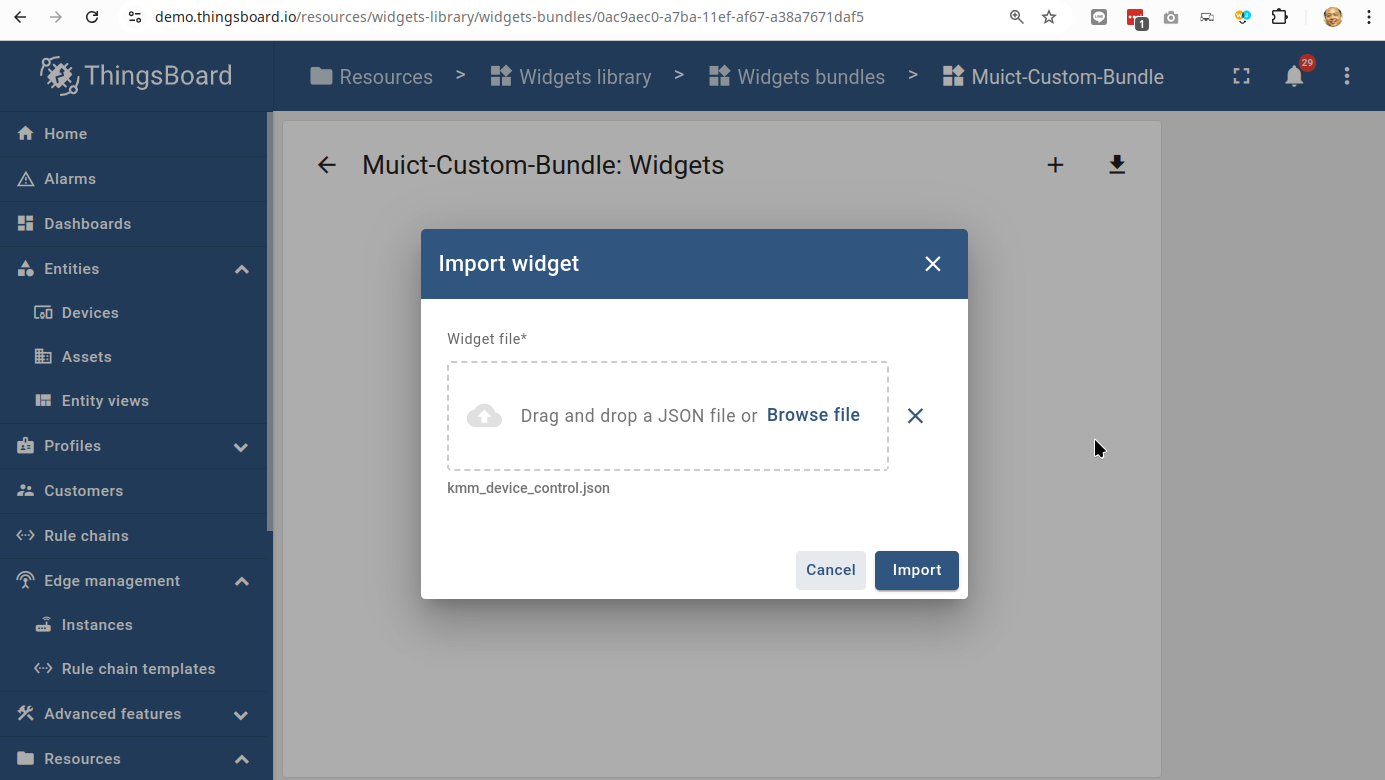 demo.thingsboard.io/resources/widgets-library/widgets-bundles/0ac9aec0-a7ba-11ef-af67-a38a7671daf5
1
ThingsBoard
Resources > Widgets library > Widgets bundles > Muict-Custom-Bundle
29
Home
Alarms
Dashboards
Entities
Devices
Assets
Entity views
Profiles
Customers
Rule chains
Edge management
Instances
Rule chain templates
Advanced features
Resources
Muict-Custom-Bundle: Widgets
Import widget
Widget file*
Drag and drop a JSON file or Browse file
kmm_device_control.json
Cancel
Import